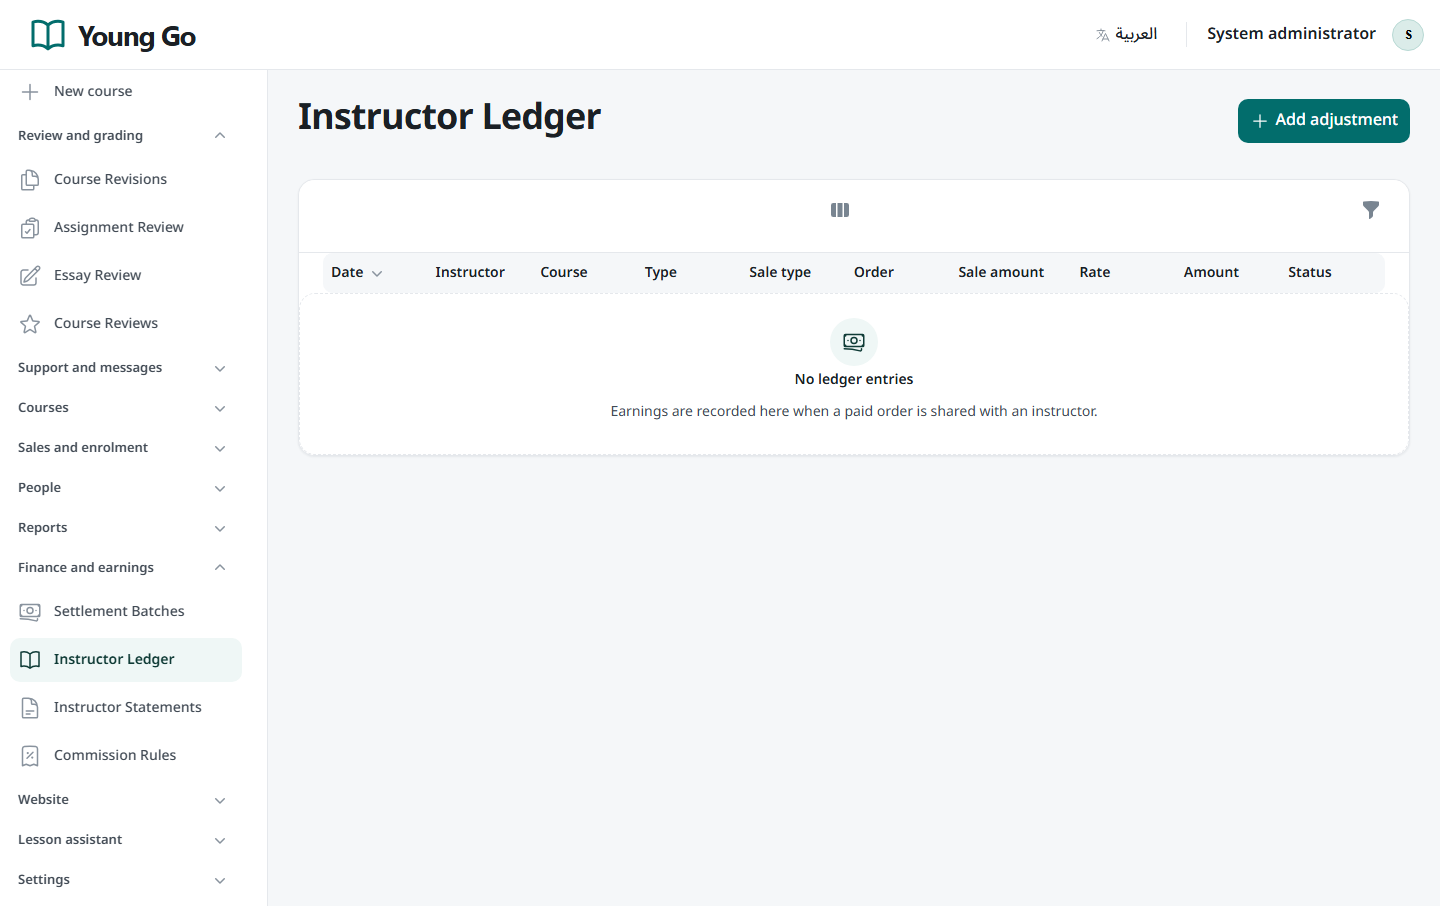 Young Go
العربية
System administrator
S
New course
Review and grading
Course Revisions
Assignment Review
Essay Review
Course Reviews
Support and messages
Courses
Sales and enrolment
People
Reports
Finance and earnings
Settlement Batches
Instructor Ledger
Instructor Statements
Commission Rules
Website
Lesson assistant
Settings
Instructor Ledger
Add adjustment
Date Instructor Course Type Sale type Order Sale amount Rate Amount Status
No ledger entries
Earnings are recorded here when a paid order is shared with an instructor.